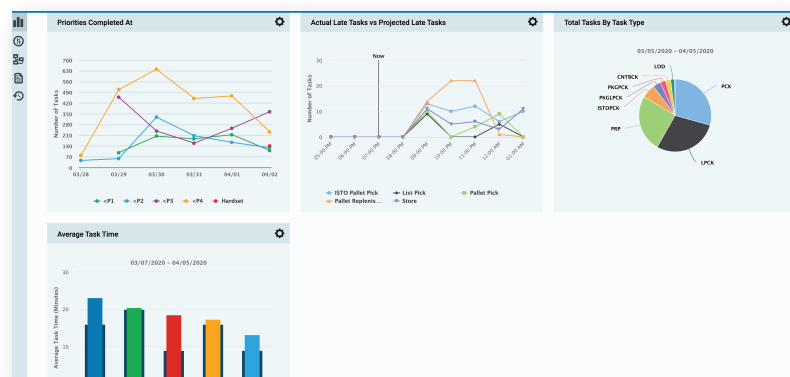 Priorities Completed At
Number of Tasks
700
630
560
490
420
350
280
210
140
70
0
03/28
03/29
03/30
03/31
04/01
04/02
<P1
<P2
<P3
<P4
Hardset
Actual Late Tasks vs Projected Late Tasks
Now
Number of Tasks
30
20
10
0
05:00 PM
06:00 PM
07:00 PM
08:00 PM
09:00 PM
10:00 PM
11:00 PM
12:00 AM
01:00 AM
ISTO Pallet Pick
List Pick
Pallet Pick
Pallet Replenis...
Store
Total Tasks By Task Type
03/05/2020 – 04/05/2020
LOD
CNTBCK
PKGPCK
PKGLPCK
ISTOPCK
PRP
PCK
LPCK
Average Task Time
03/07/2020 – 04/05/2020
Average Task Time (Minutes)
30
20
10